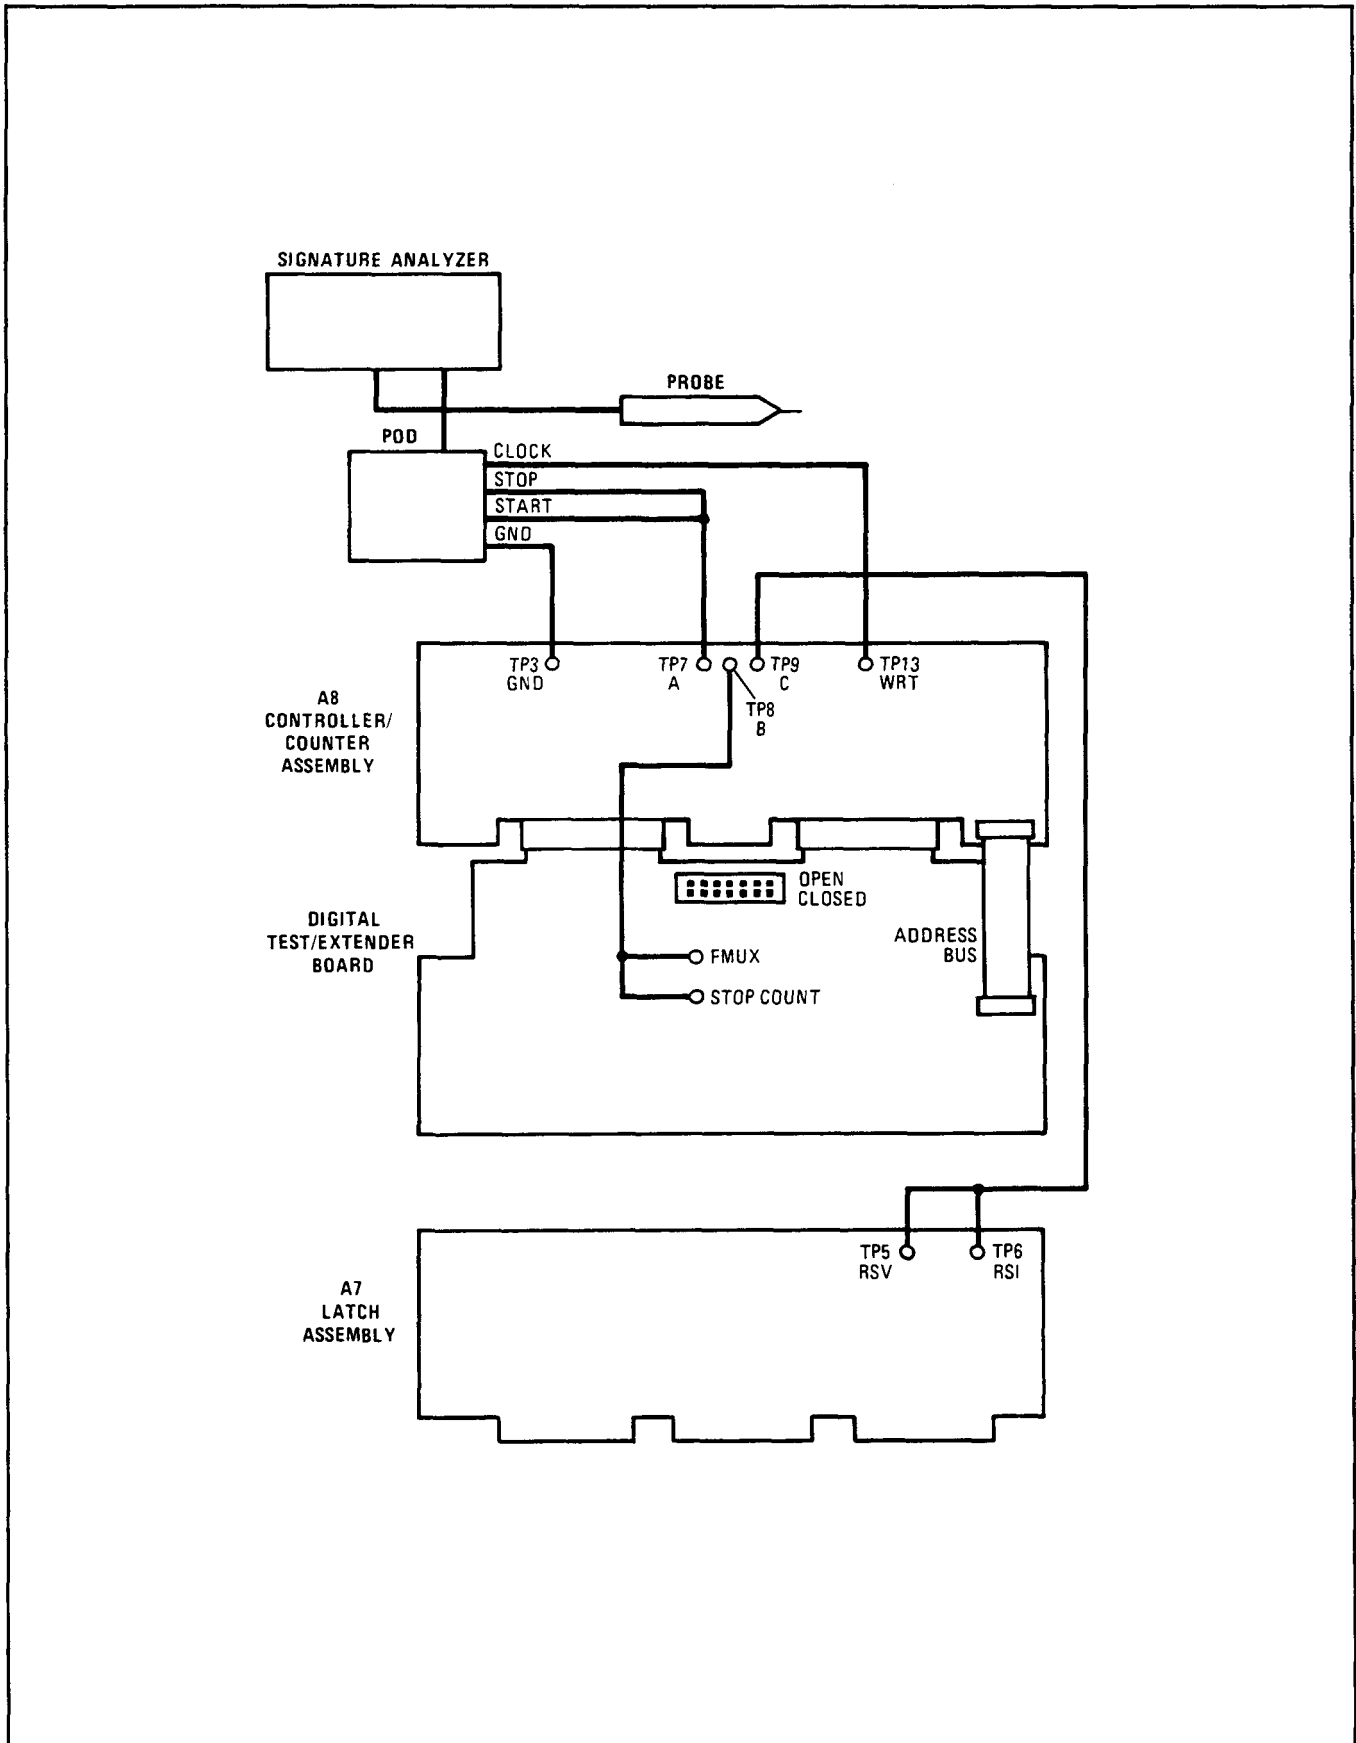 SIGNATURE ANALYZER
PROBE
POD
CLOCK
STOP
START
GND
TP3
GND
TP7
A
TP9
C
TP13
WRT
TP8
B
A8
CONTROLLER/
COUNTER
ASSEMBLY
OPEN
CLOSED
DIGITAL
TEST/EXTENDER
BOARD
ADDRESS
BUS
FMUX
STOP COUNT
TP5
RSV
TP6
RSI
A7
LATCH
ASSEMBLY